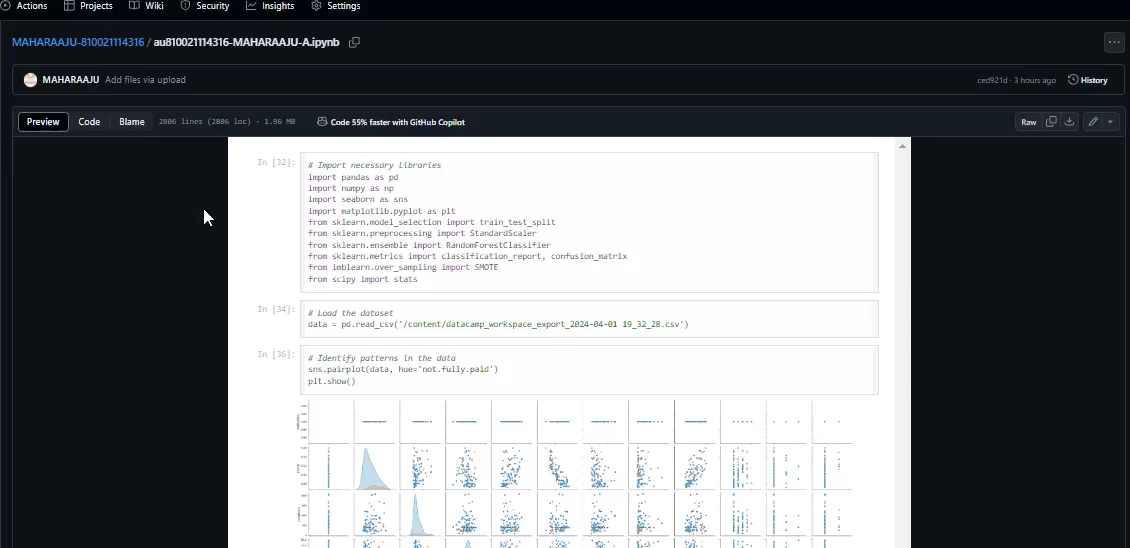 Actions Projects Wiki Security Insights Settings
MAHARAAJU-810021114316 / au810021114316-MAHARAAJU-A.ipynb
MAHARAAJU Add files via upload ced921d · 3 hours ago History
Preview Code Blame 2806 lines (2806 loc) · 1.96 MB Code 55% faster with GitHub Copilot Raw
In [32]:
# Import necessary libraries
import pandas as pd
import numpy as np
import seaborn as sns
import matplotlib.pyplot as plt
from sklearn.model_selection import train_test_split
from sklearn.preprocessing import StandardScaler
from sklearn.ensemble import RandomForestClassifier
from sklearn.metrics import classification_report, confusion_matrix
from imblearn.over_sampling import SMOTE
from scipy import stats
In [34]:
# Load the dataset
data = pd.read_csv('/content/datacamp_workspace_export_2024-04-01 19_32_28.csv')
In [36]:
# Identify patterns in the data
sns.pairplot(data, hue='not.fully.paid')
plt.show()